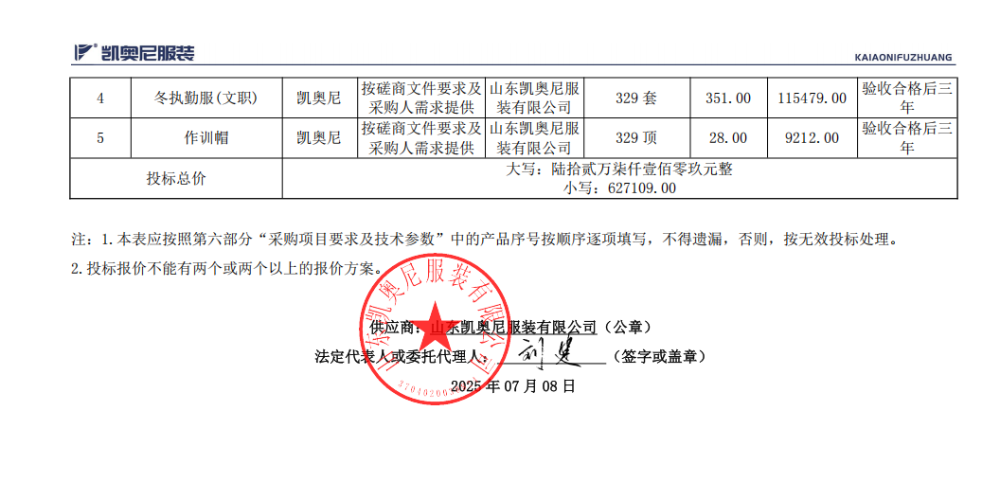 凯奥尼服装
KAIAONIFUZHUANG
4 冬执勤服(文职) 凯奥尼 按磋商文件要求及采购人需求提供 山东凯奥尼服装有限公司 329 套 351.00 115479.00 验收合格后三年
5 作训帽 凯奥尼 按磋商文件要求及采购人需求提供 山东凯奥尼服装有限公司 329 顶 28.00 9212.00 验收合格后三年
投标总价
大写：陆拾贰万柒仟壹佰零玖元整
小写：627109.00
注：1.本表应按照第六部分“采购项目要求及技术参数”中的产品序号按顺序逐项填写，不得遗漏，否则，按无效投标处理。
2.投标报价不能有两个或两个以上的报价方案。
山东凯奥尼服装有限公司
供应商：山东凯奥尼服装有限公司（公章）
法定代表人或委托代理人：（签字或盖章）
2025 年 07 月 08 日